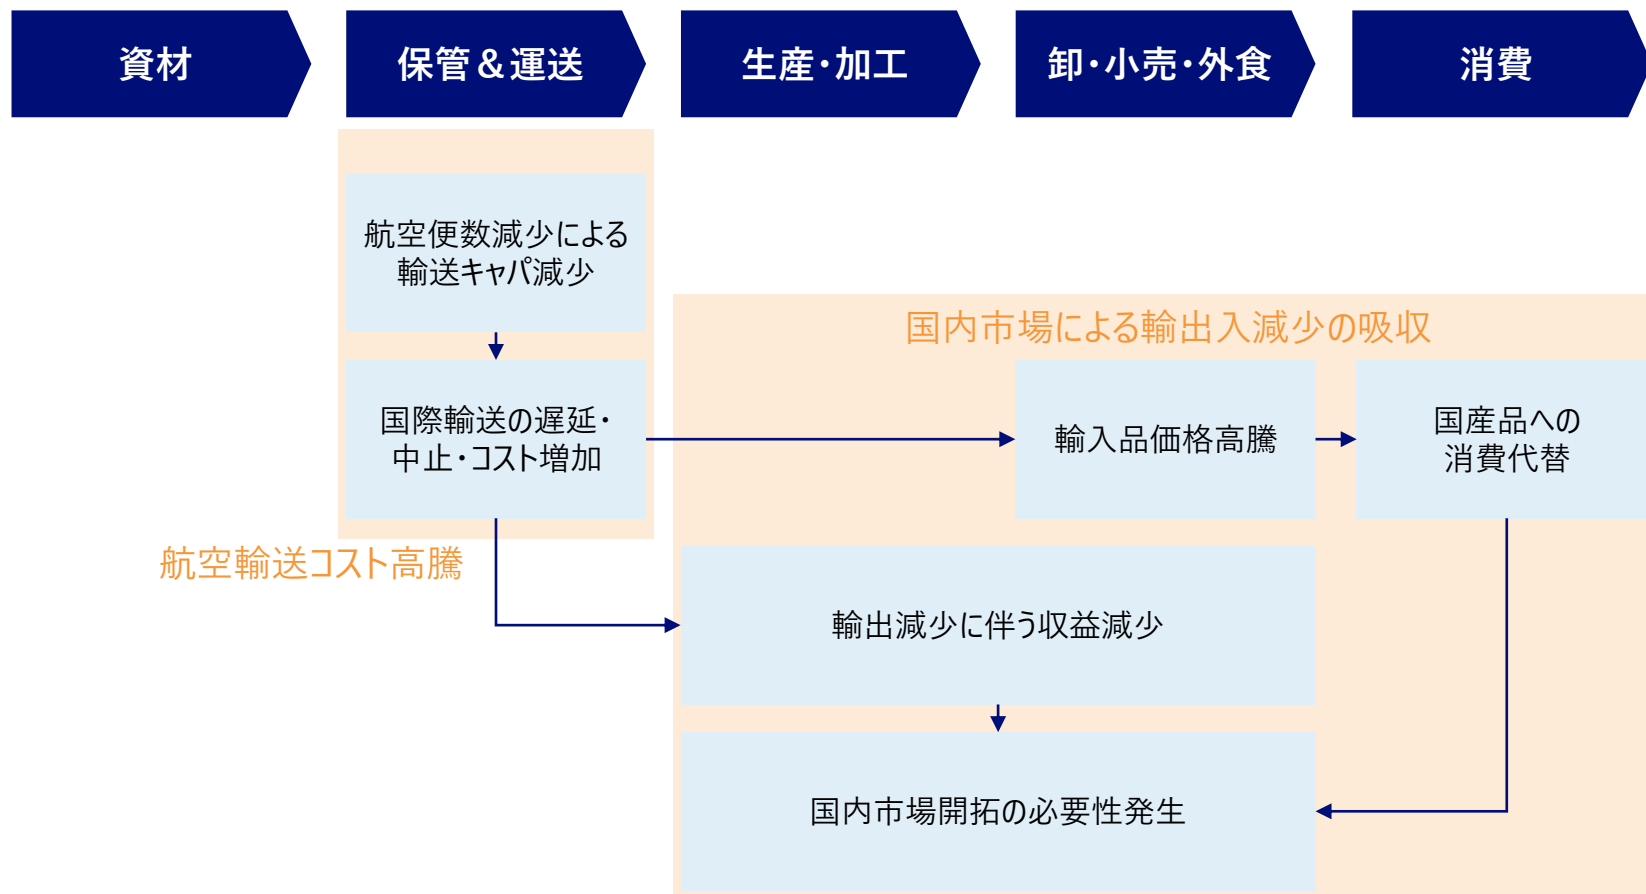 資材
保管＆運送
生産・加工
卸・小売・外食
消費
航空便数減少による
輸送キャパ減少
国内市場による輸出入減少の吸収
国際輸送の遅延・
中止・コスト増加
輸入品価格高騰
国産品への
消費代替
航空輸送コスト高騰
輸出減少に伴う収益減少
国内市場開拓の必要性発生